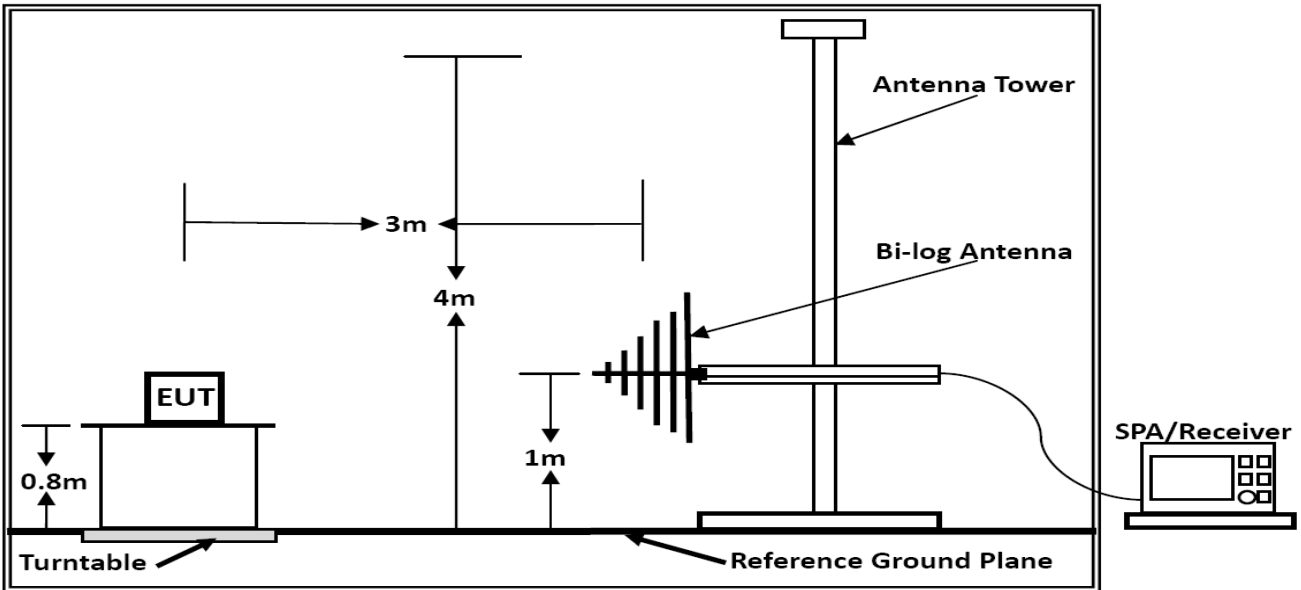 Antenna Tower
3m
Bi-log Antenna
4m
EUT
SPA/Receiver
0.8m
1m
Turntable
Reference Ground Plane